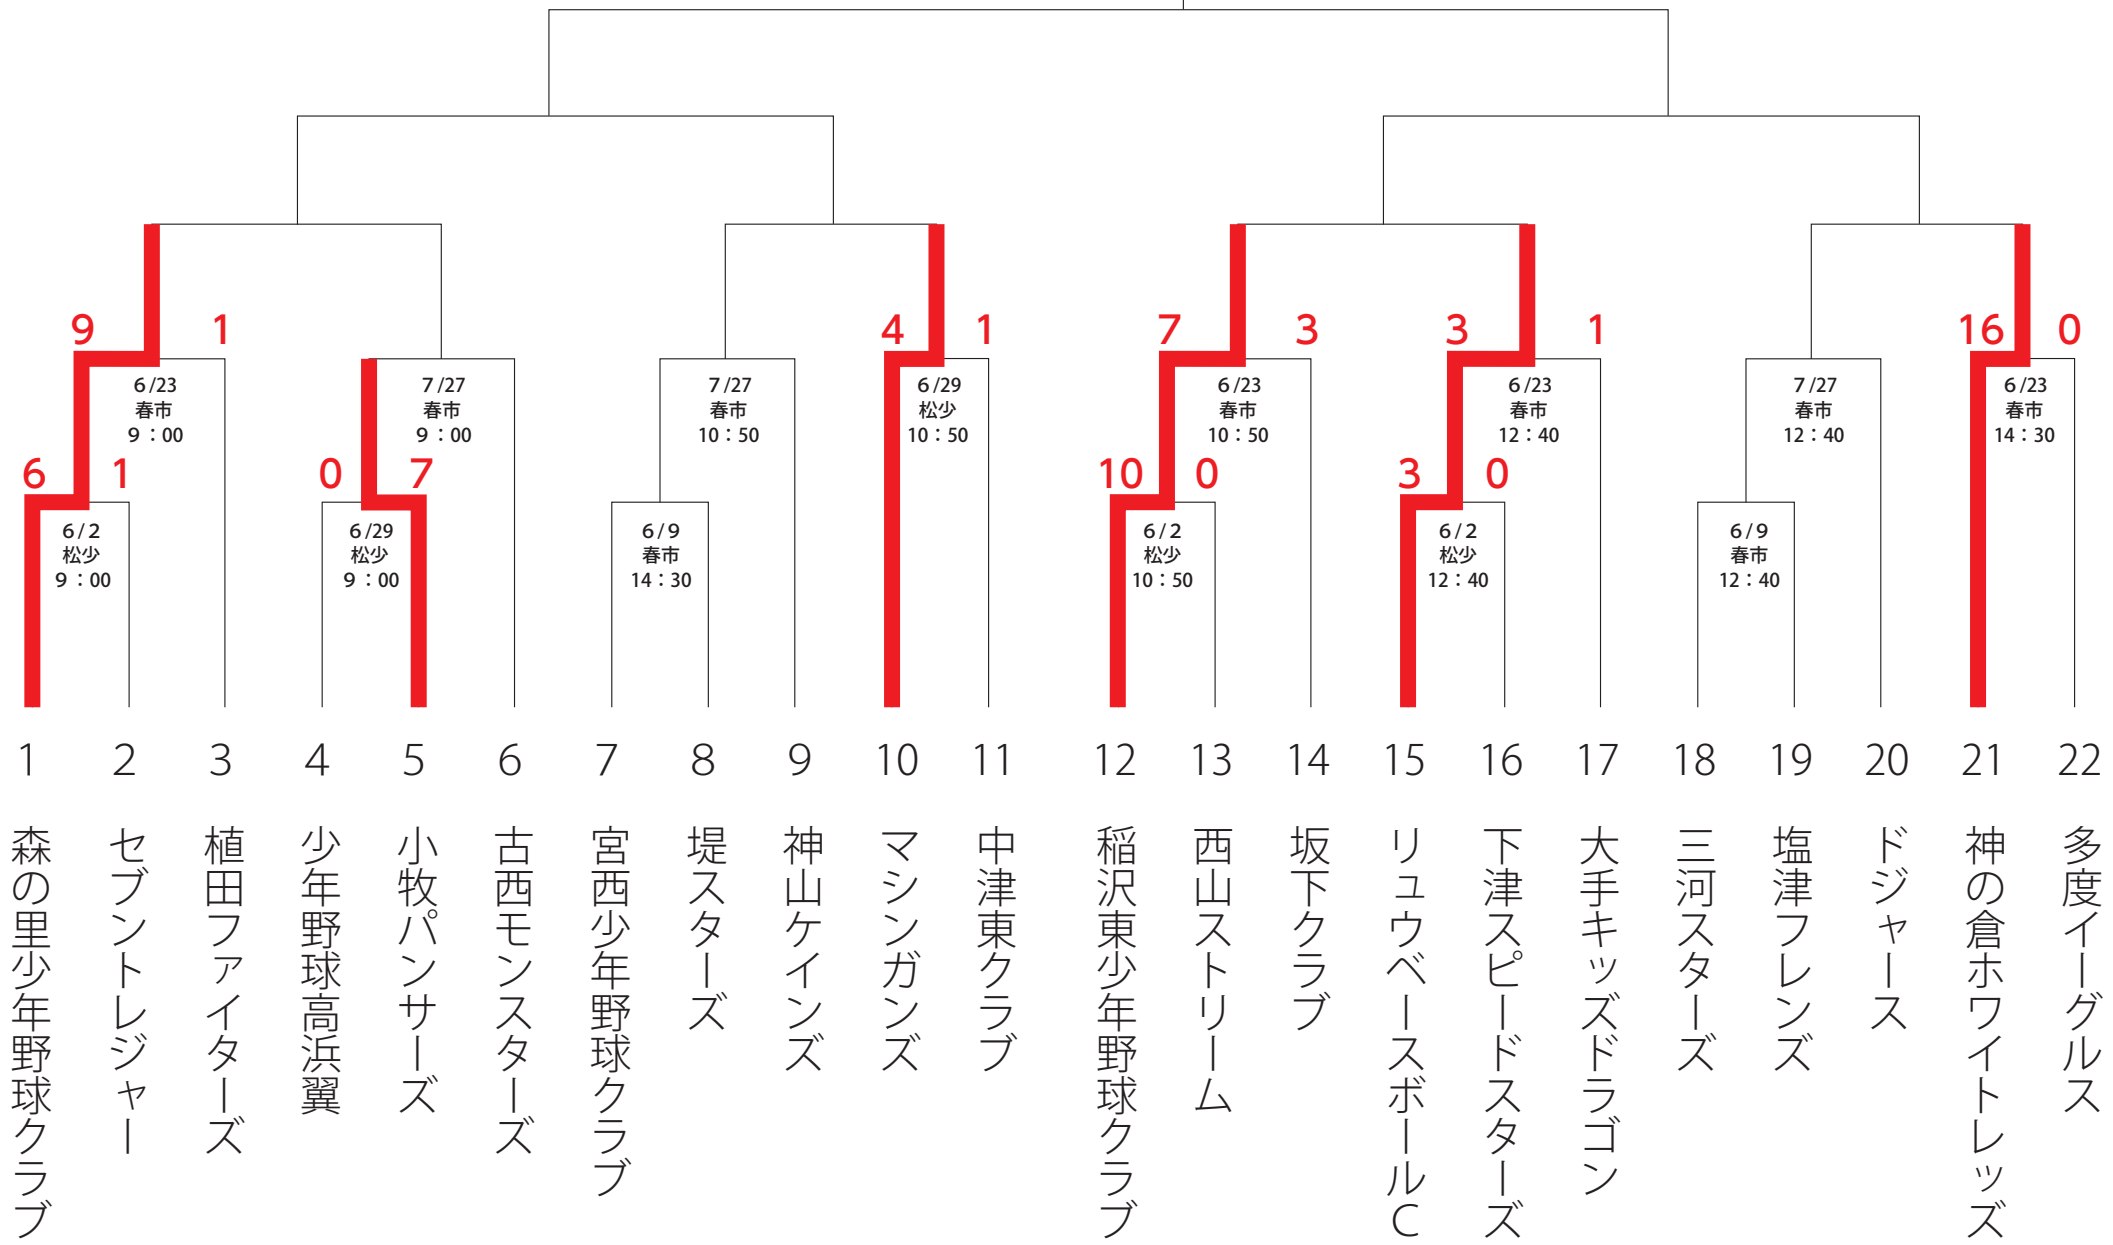 9 1
4 1
7 3
3 1
16 0
6/23
春市
9：00
7/27
春市
9：00
7/27
春市
10：50
6/29
松少
10：50
6/23
春市
10：50
6/23
春市
12：40
7/27
春市
12：40
6/23
春市
14：30
6 1
0 7
10 0
3 0
6/2
松少
9：00
6/29
松少
9：00
6/9
春市
14：30
6/2
松少
10：50
6/2
松少
12：40
6/9
春市
12：40
1
森の里少年野球クラブ
2
セブントレジャー
3
植田ファイターズ
4
少年野球高浜翼
5
小牧パンサーズ
6
古西モンスターズ
7
宮西少年野球クラブ
8
堤スターズ
9
神山ケインズ
10
マシンガンズ
11
中津東クラブ
12
稲沢東少年野球クラブ
13
西山ストリーム
14
坂下クラブ
15
リュウベースボールC
16
下津スピードスターズ
17
大手キッズドラゴン
18
三河スターズ
19
塩津フレンズ
20
ドジャース
21
神の倉ホワイトレッズ
22
多度イーグルス